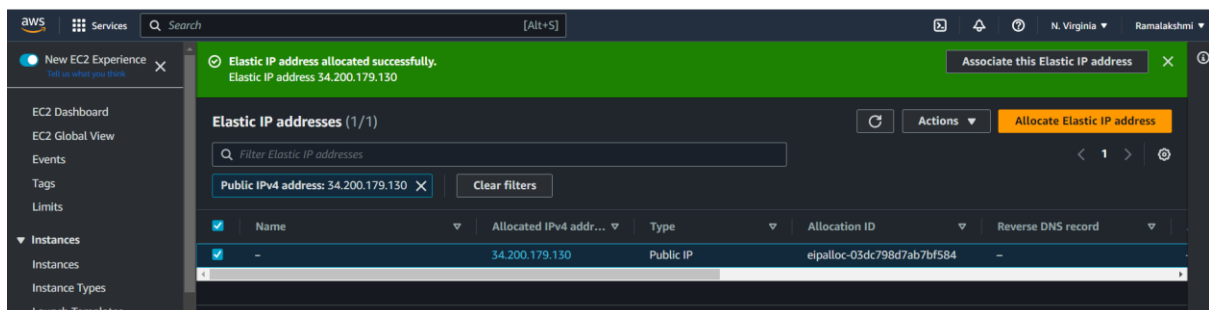 aws Services Search [Alt+S] N. Virginia Ramalakshmi
New EC2 Experience
Tell us what you think
EC2 Dashboard
EC2 Global View
Events
Tags
Limits
Instances
Instances
Instance Types
Launch Templates
Elastic IP address allocated successfully.
Elastic IP address 34.200.179.130
Associate this Elastic IP address
Elastic IP addresses (1/1)
Actions
Allocate Elastic IP address
Filter Elastic IP addresses
1
Public IPv4 address: 34.200.179.130
Clear filters
Name Allocated IPv4 addr... Type Allocation ID Reverse DNS record
– 34.200.179.130 Public IP eipalloc-03dc798d7ab7bf584 –